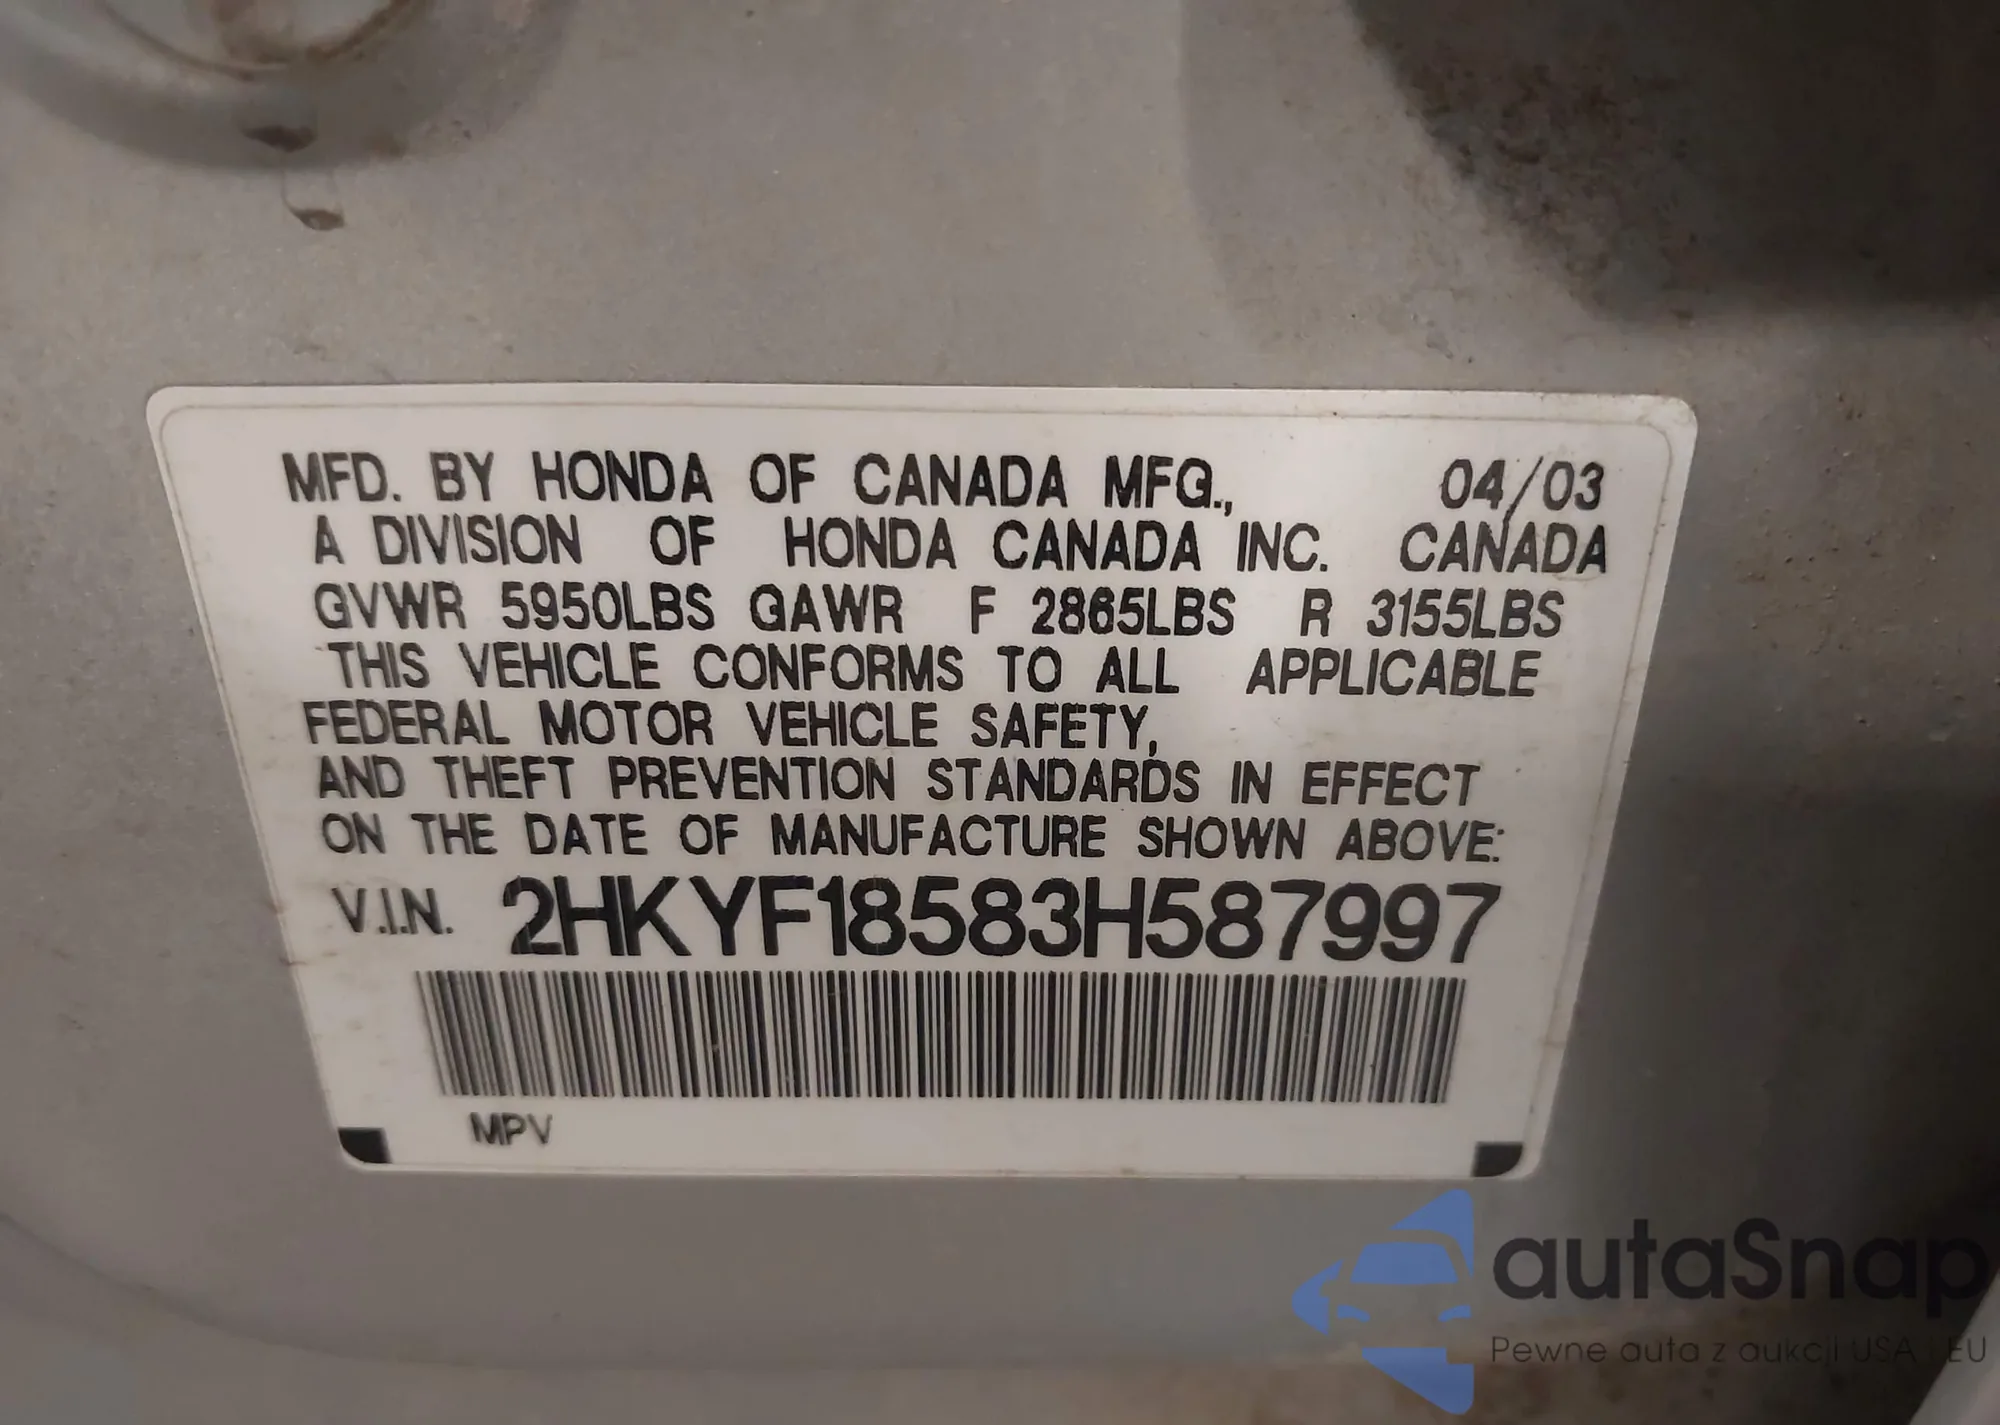 MFD. BY HONDA OF CANADA MFG., 04/03
A DIVISION OF HONDA CANADA INC. CANADA
GVWR 5950LBS GAWR F 2865LBS R 3155LBS
THIS VEHICLE CONFORMS TO ALL APPLICABLE
FEDERAL MOTOR VEHICLE SAFETY,
AND THEFT PREVENTION STANDARDS IN EFFECT
ON THE DATE OF MANUFACTURE SHOWN ABOVE:
V.I.N. 2HKYF18583H587997
MPV
autaSnap
Pewne auta z aukcji USA i EU